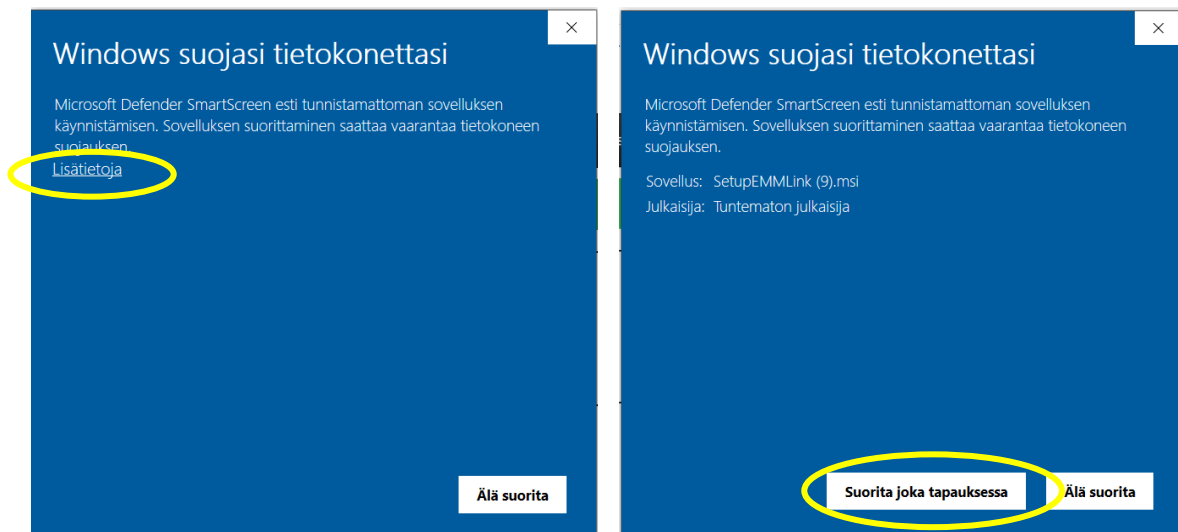 Windows suojasi tietokonettasi
Microsoft Defender SmartScreen esti tunnistamattoman sovelluksen
käynnistämisen. Sovelluksen suorittaminen saattaa vaarantaa tietokoneen
suojauksen.
Lisätietoja
Älä suorita
Windows suojasi tietokonettasi
Microsoft Defender SmartScreen esti tunnistamattoman sovelluksen
käynnistämisen. Sovelluksen suorittaminen saattaa vaarantaa tietokoneen
suojauksen.
Sovellus: SetupEMMLink (9).msi
Julkaisija: Tuntematon julkaisija
Suorita joka tapauksessa
Älä suorita